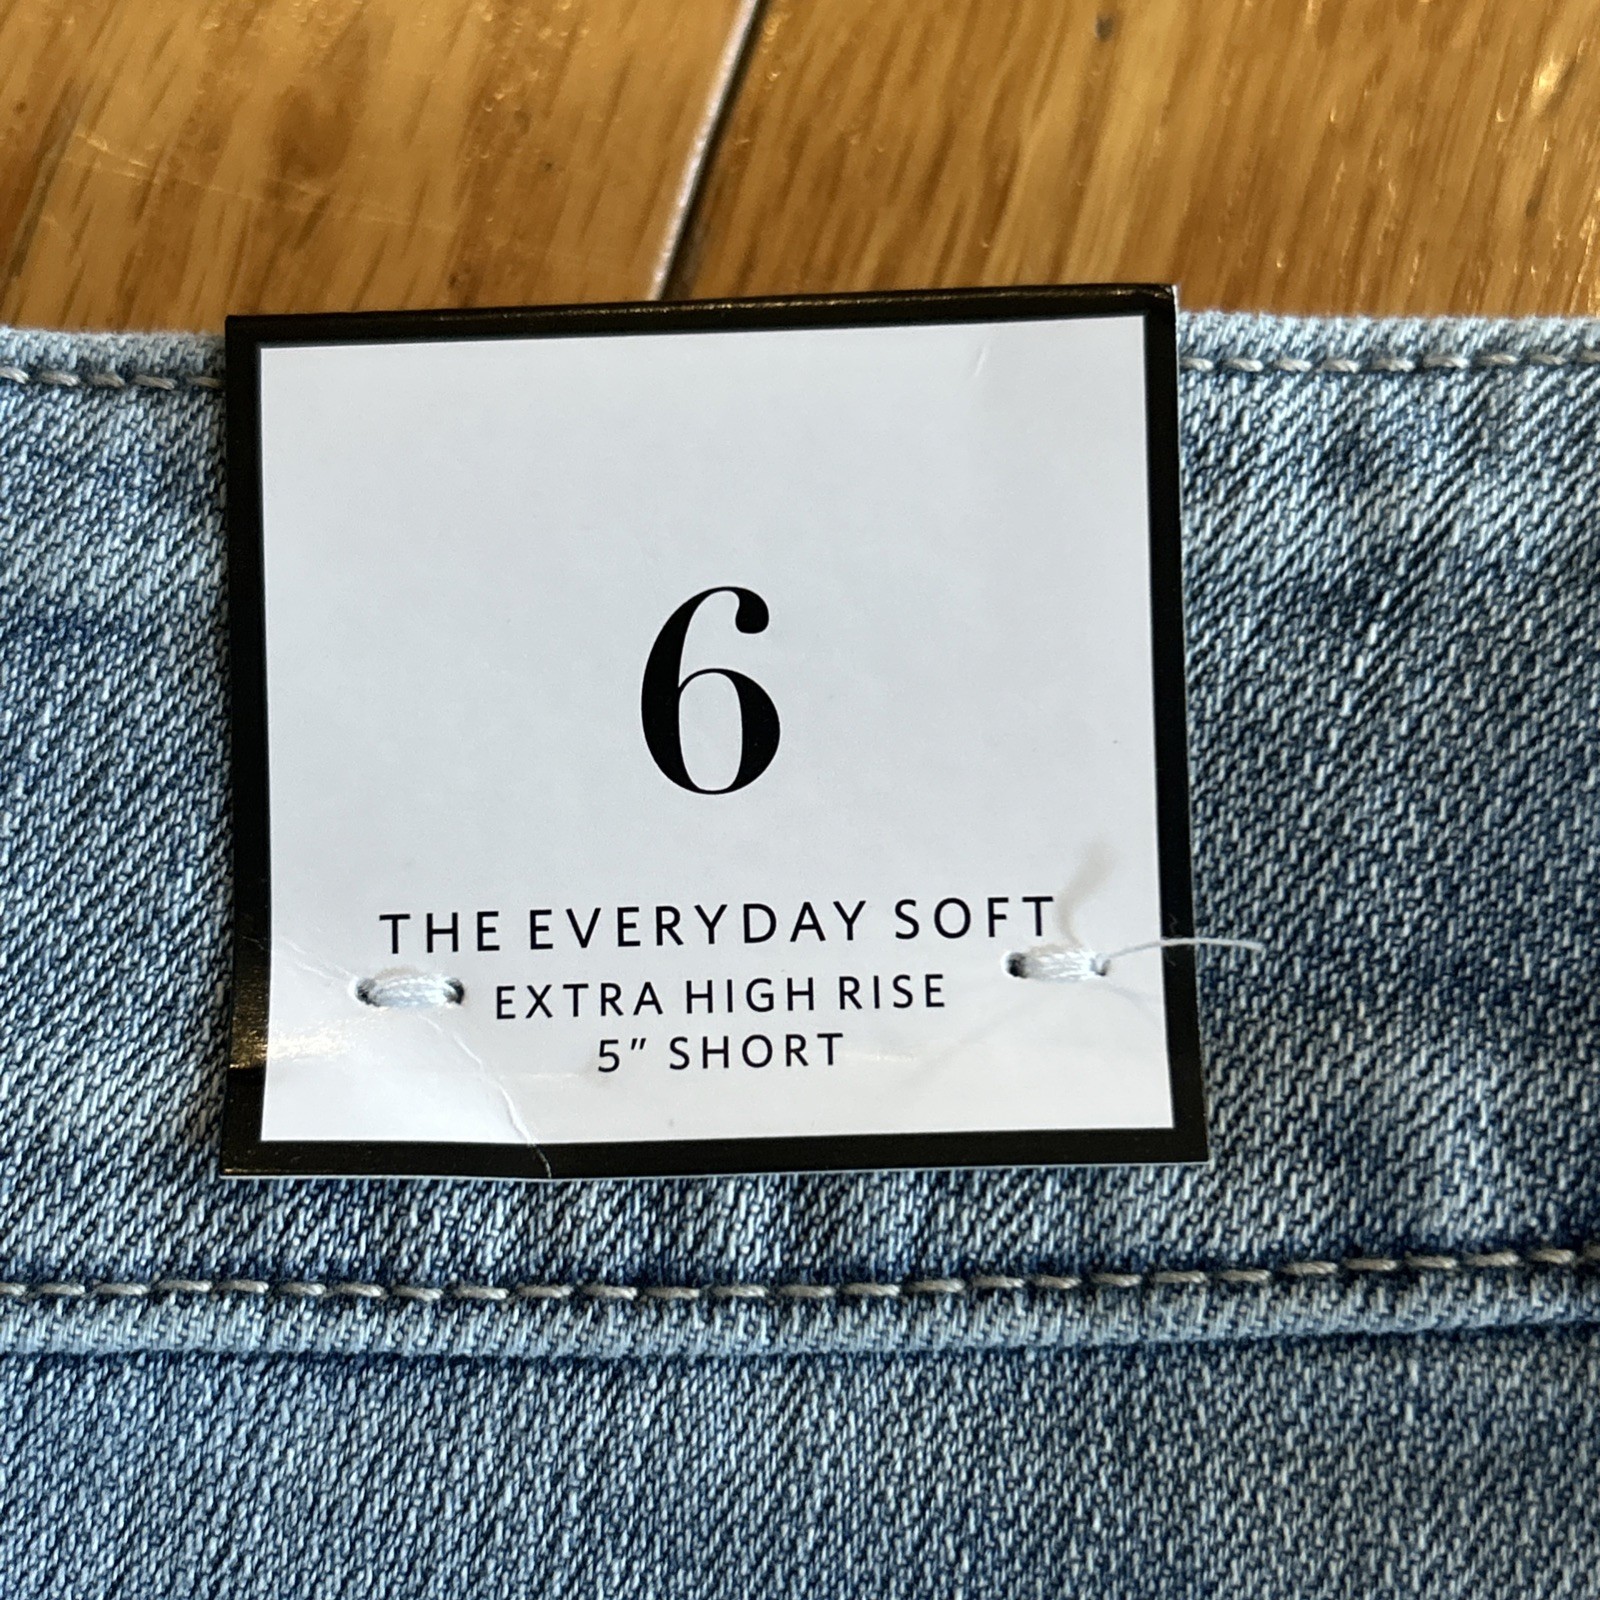 6
THE EVERYDAY SOFT
EXTRA HIGH RISE
5" SHORT